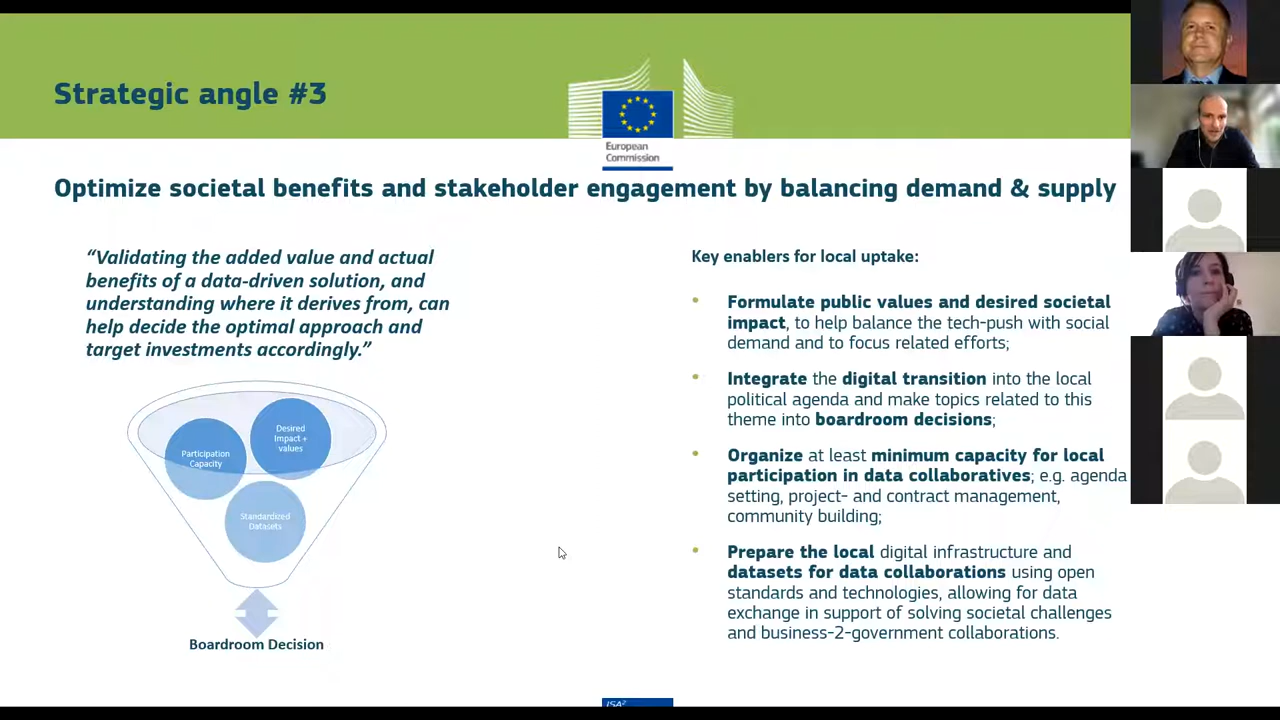 Strategic angle #3
European
Commission
Optimize societal benefits and stakeholder engagement by balancing demand & supply
“Validating the added value and actual
benefits of a data-driven solution, and
understanding where it derives from, can
help decide the optimal approach and
target investments accordingly.”
Desired
Impact +
values
Participation
Capacity
Standardized
Datasets
Boardroom Decision
Key enablers for local uptake:
• Formulate public values and desired societal
impact, to help balance the tech-push with social
demand and to focus related efforts;
• Integrate the digital transition into the local
political agenda and make topics related to this
theme into boardroom decisions;
• Organize at least minimum capacity for local
participation in data collaboratives; e.g. agenda
setting, project- and contract management,
community building;
• Prepare the local digital infrastructure and
datasets for data collaborations using open
standards and technologies, allowing for data
exchange in support of solving societal challenges
and business-2-government collaborations.
ISA²